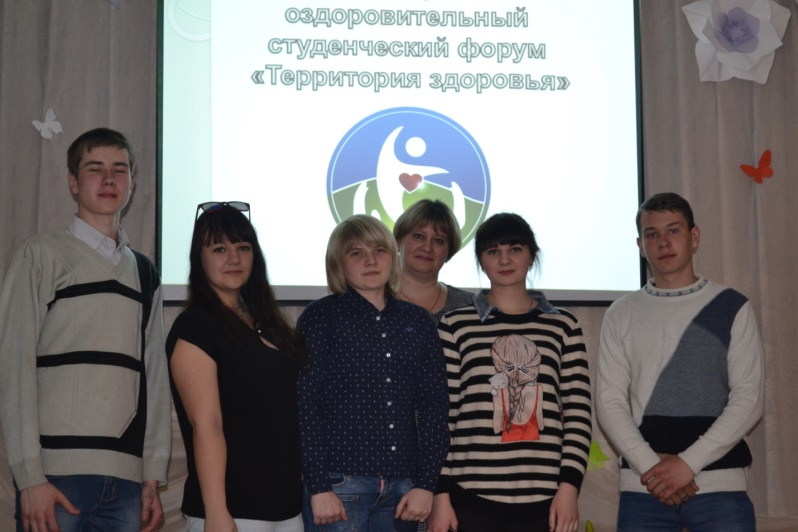 оздоровительный
студенческий форум
«Территория здоровья»